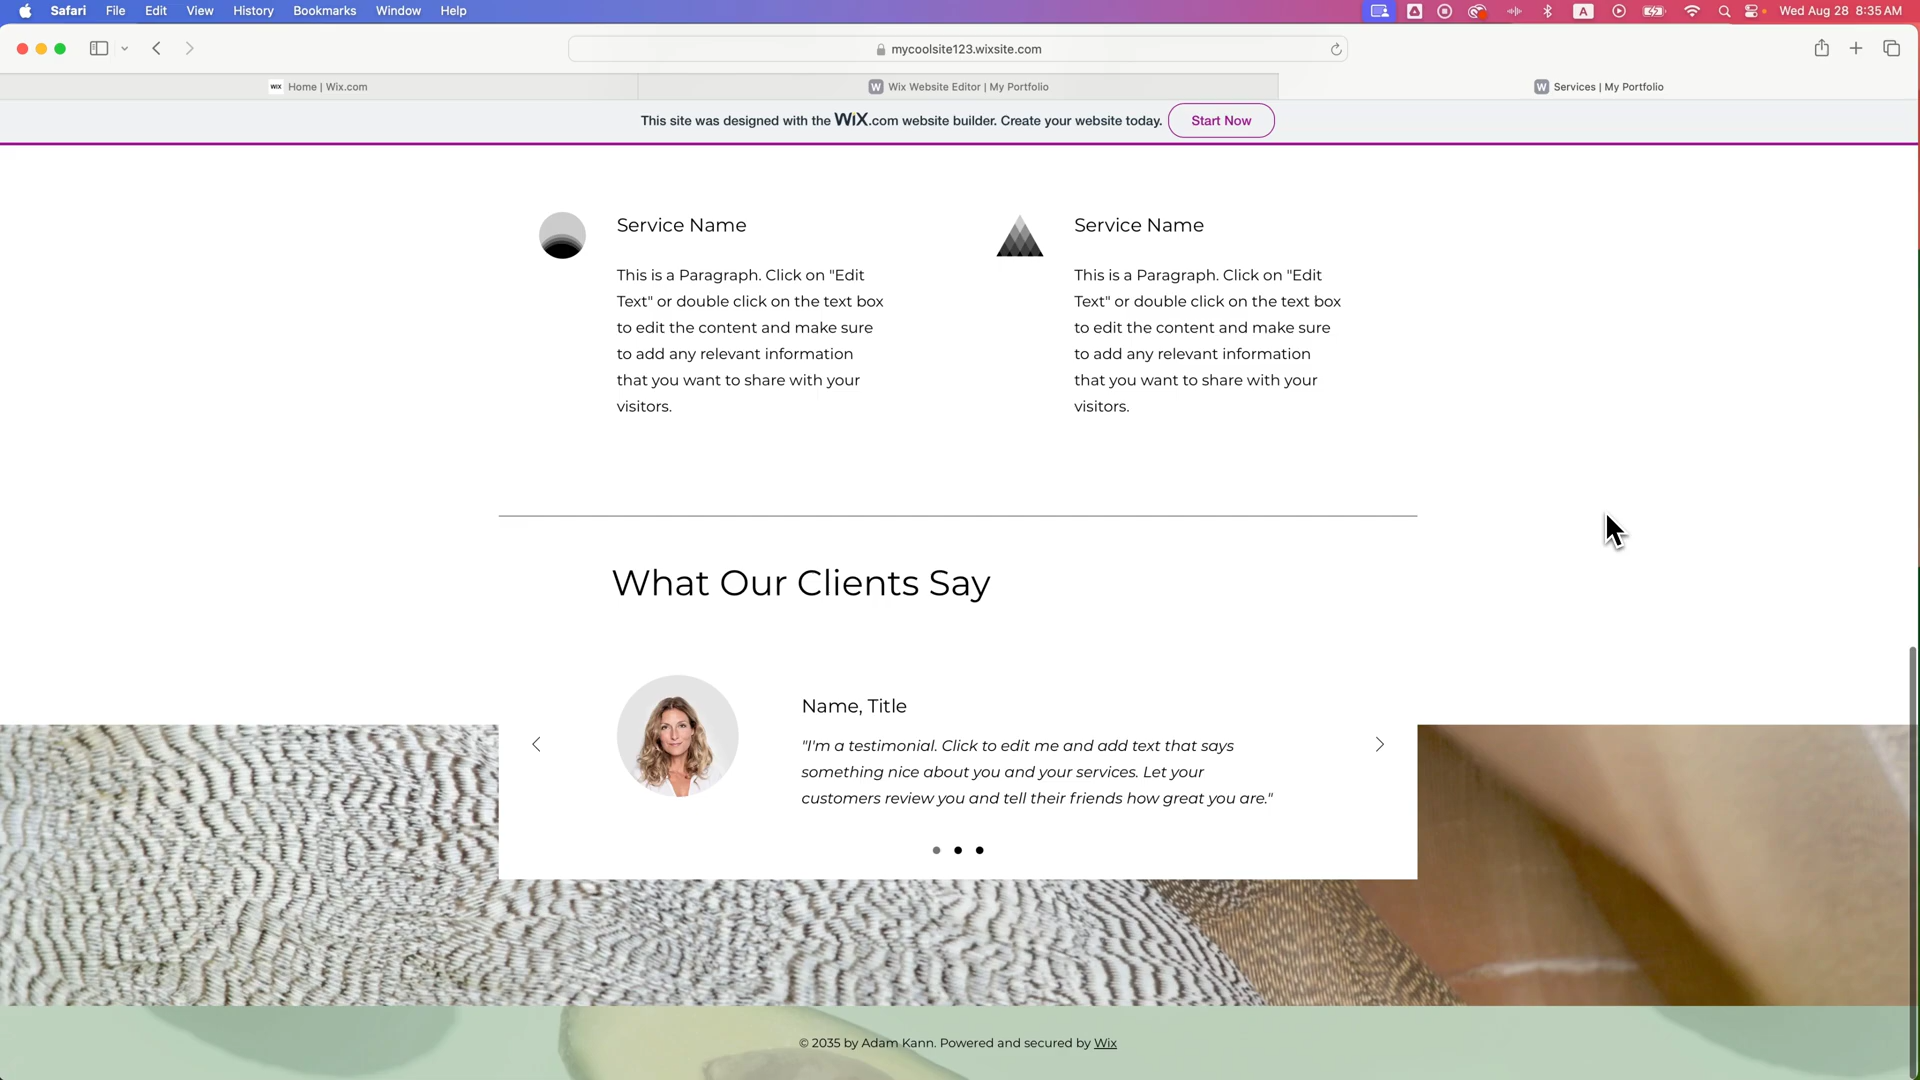 Safari File Edit View History Bookmarks Window Help
A Wed Aug 28 8:35 AM
mycoolsite123.wixsite.com
WIX Home | Wix.com
W Wix Website Editor | My Portfolio
W Services | My Portfolio
This site was designed with the WiX.com website builder. Create your website today. Start Now
Service Name
This is a Paragraph. Click on "Edit
Text" or double click on the text box
to edit the content and make sure
to add any relevant information
that you want to share with your
visitors.
Service Name
This is a Paragraph. Click on "Edit
Text" or double click on the text box
to edit the content and make sure
to add any relevant information
that you want to share with your
visitors.
What Our Clients Say
Name, Title
"I'm a testimonial. Click to edit me and add text that says
something nice about you and your services. Let your
customers review you and tell their friends how great you are."
© 2035 by Adam Kann. Powered and secured by Wix